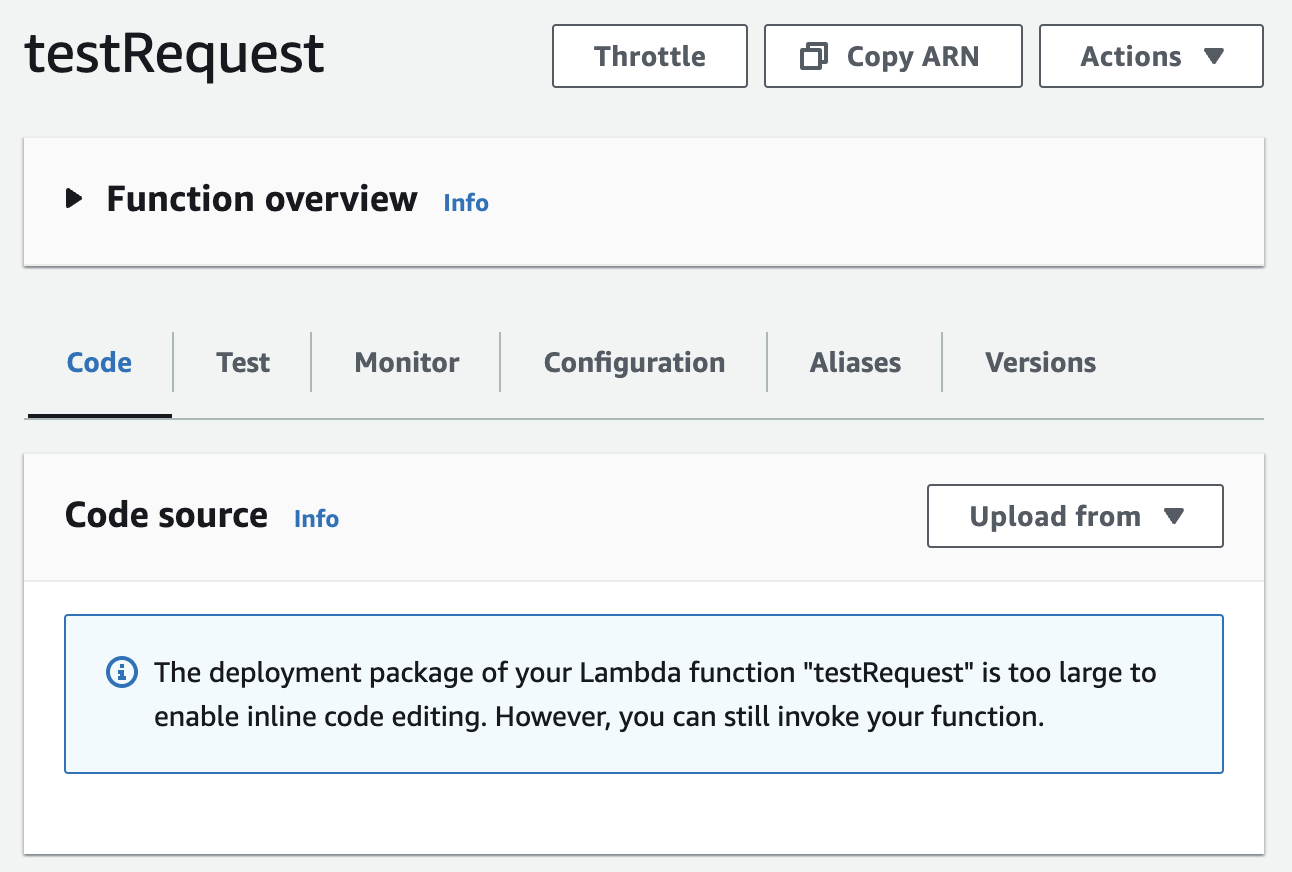 testRequest
Throttle
Copy ARN
Actions
Function overview Info
Code
Test
Monitor
Configuration
Aliases
Versions
Code source Info
Upload from
The deployment package of your Lambda function "testRequest" is too large to
enable inline code editing. However, you can still invoke your function.